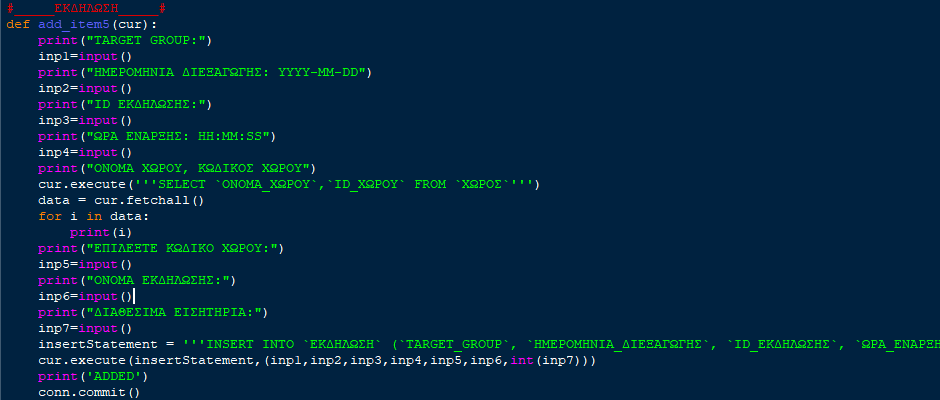 #_____ΕΚΔΗΛΩΣΗ_____#
def add_item5(cur):
    print("TARGET GROUP:")
    inp1=input()
    print("ΗΜΕΡΟΜΗΝΙΑ ΔΙΕΞΑΓΩΓΗΣ: YYYY-MM-DD")
    inp2=input()
    print("ID ΕΚΔΗΛΩΣΗΣ:")
    inp3=input()
    print("ΩΡΑ ΕΝΑΡΞΗΣ: HH:MM:SS")
    inp4=input()
    print("ΟΝΟΜΑ ΧΩΡΟΥ, ΚΩΔΙΚΟΣ ΧΩΡΟΥ")
    cur.execute('''SELECT `ΟΝΟΜΑ_ΧΩΡΟΥ`,`ID_ΧΩΡΟΥ` FROM `ΧΩΡΟΣ`''')
    data = cur.fetchall()
    for i in data:
        print(i)
    print("ΕΠΙΛΕΞΤΕ ΚΩΔΙΚΟ ΧΩΡΟΥ:")
    inp5=input()
    print("ΟΝΟΜΑ ΕΚΔΗΛΩΣΗΣ:")
    inp6=input()
    print("ΔΙΑΘΕΣΙΜΑ ΕΙΣΗΤΗΡΙΑ:")
    inp7=input()
    insertStatement = '''INSERT INTO `ΕΚΔΗΛΩΣΗ` (`TARGET_GROUP`, `ΗΜΕΡΟΜΗΝΙΑ_ΔΙΕΞΑΓΩΓΗΣ`, `ID_ΕΚΔΗΛΩΣΗΣ`, `ΩΡΑ_ΕΝΑΡΞΗ
    cur.execute(insertStatement,(inp1,inp2,inp3,inp4,inp5,inp6,int(inp7)))
    print('ADDED')
    conn.commit()